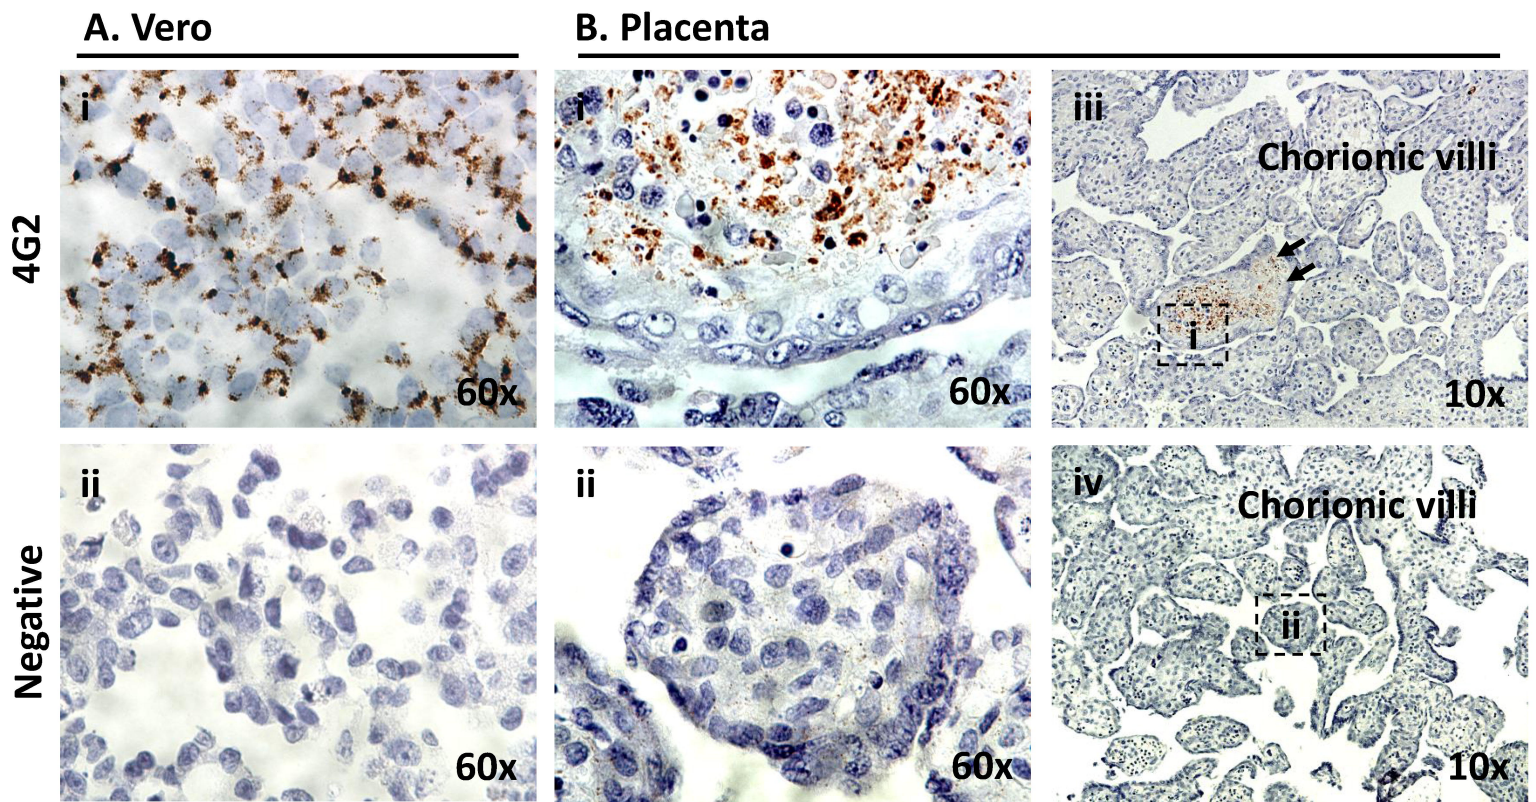 A. Vero
B. Placenta
4G2
i
60x
i
60x
iii
Chorionic villi
i
10x
Negative
ii
60x
ii
60x
iv
Chorionic villi
ii
10x